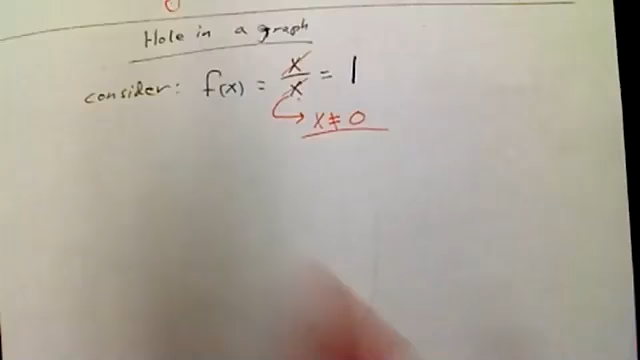 Hole in a graph
consider: f(x) = x/x = 1
x ≠ 0